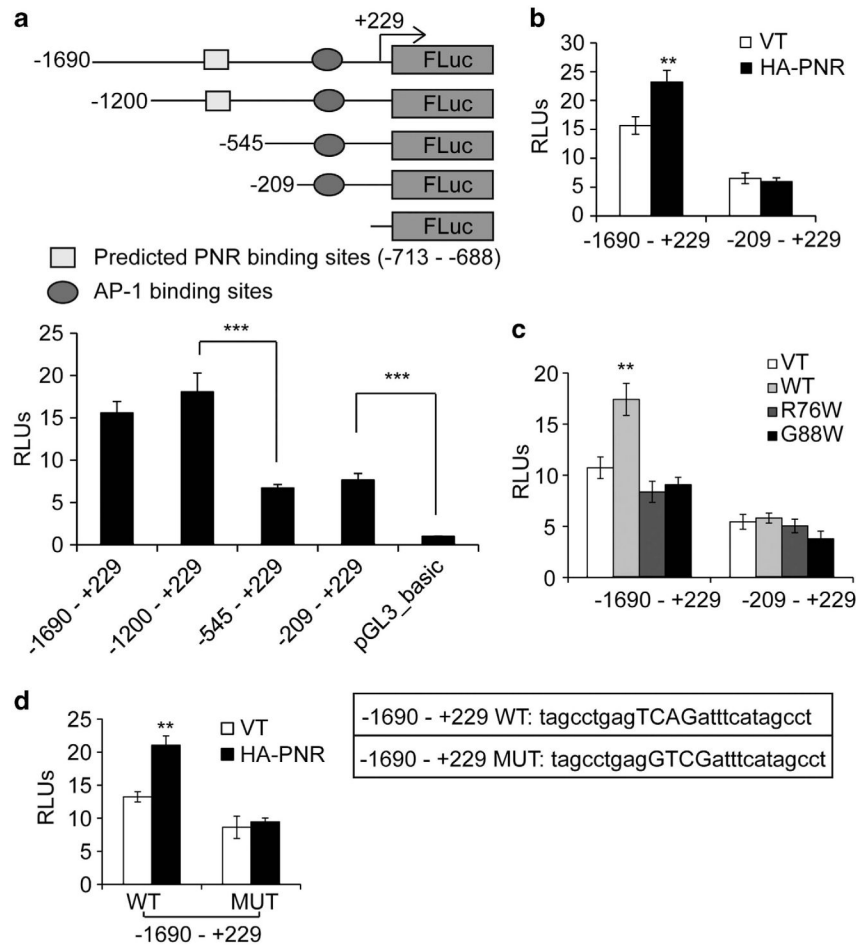 a
+229
-1690
FLuc
-1200
FLuc
-545
FLuc
-209
FLuc
FLuc
Predicted PNR binding sites (-713 - -688)
AP-1 binding sites
25
20
15
10
5
0
RLUs
***
***
-1690 - +229
-1200 - +229
-545 - +229
-209 - +229
pGL3_basic
b
VT
HA-PNR
30
25
20
15
10
5
0
RLUs
**
-1690 - +229
-209 - +229
c
VT
WT
R76W
G88W
20
15
10
5
0
RLUs
**
-1690 - +229
-209 - +229
d
VT
HA-PNR
25
20
15
10
5
0
RLUs
**
WT
MUT
-1690 - +229
-1690 - +229 WT: tagcctgagTCAGatttcatagcct
-1690 - +229 MUT: tagcctgagGTCGatttcatagcct